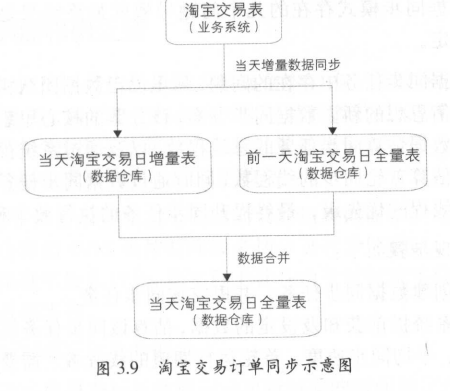 淘宝交易表
(业务系统)
当天增量数据同步
当天淘宝交易日增量表
(数据仓库)
前一天淘宝交易日全量表
(数据仓库)
数据合并
当天淘宝交易日全量表
(数据仓库)
图 3.9 淘宝交易订单同步示意图